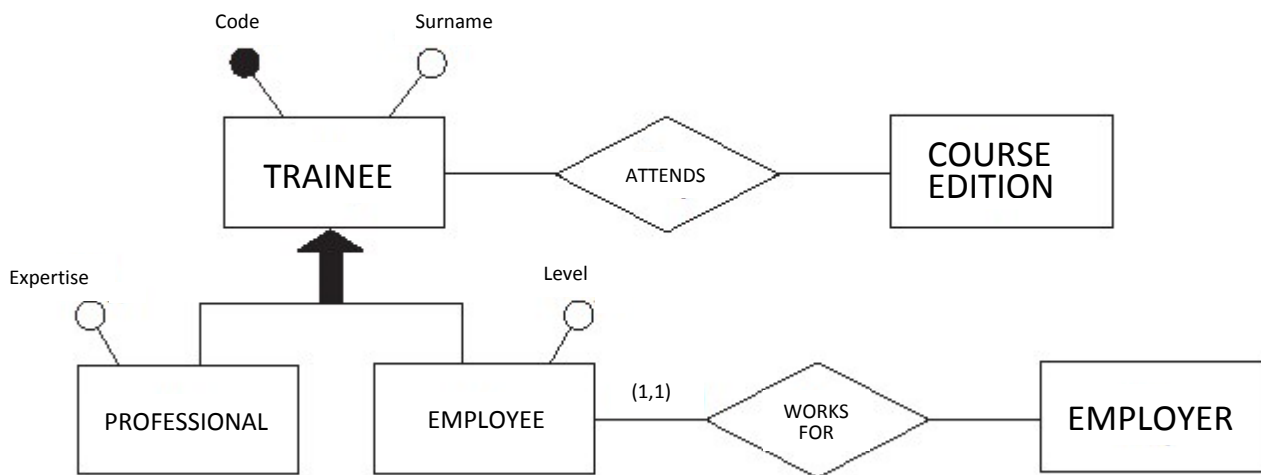 Code
Surname
TRAINEE
ATTENDS
COURSE
EDITION
Expertise
Level
PROFESSIONAL
EMPLOYEE
(1,1)
WORKS
FOR
EMPLOYER